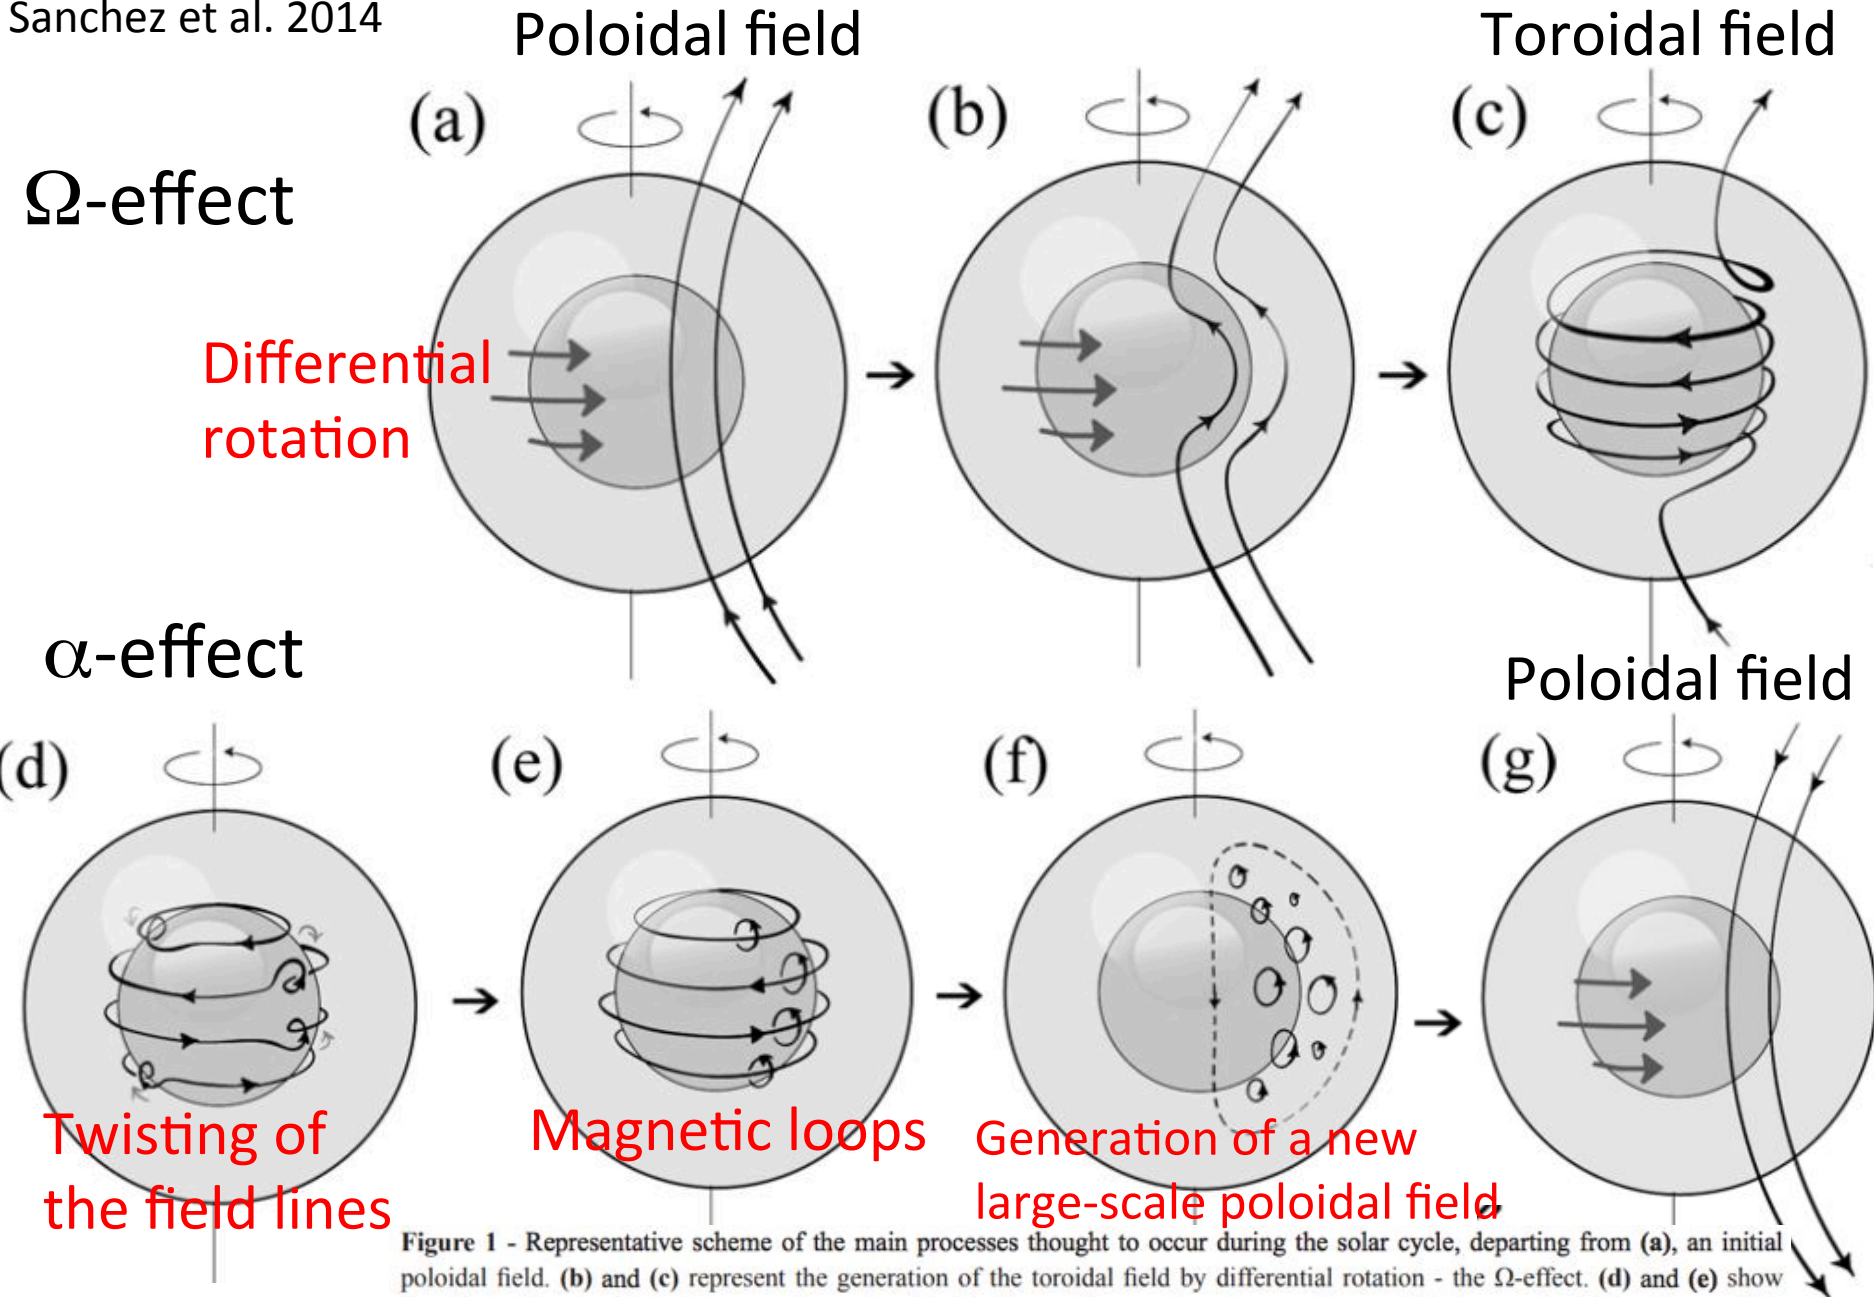 Sanchez et al. 2014
Poloidal field
Toroidal field
(a)
(b)
(c)
Ω-effect
Differential
rotation
α-effect
Poloidal field
(d)
(e)
(f)
(g)
Twisting of
the field lines
Magnetic loops
Generation of a new
large-scale poloidal field
Figure 1 - Representative scheme of the main processes thought to occur during the solar cycle, departing from (a), an initial
poloidal field. (b) and (c) represent the generation of the toroidal field by differential rotation - the Ω-effect. (d) and (e) show